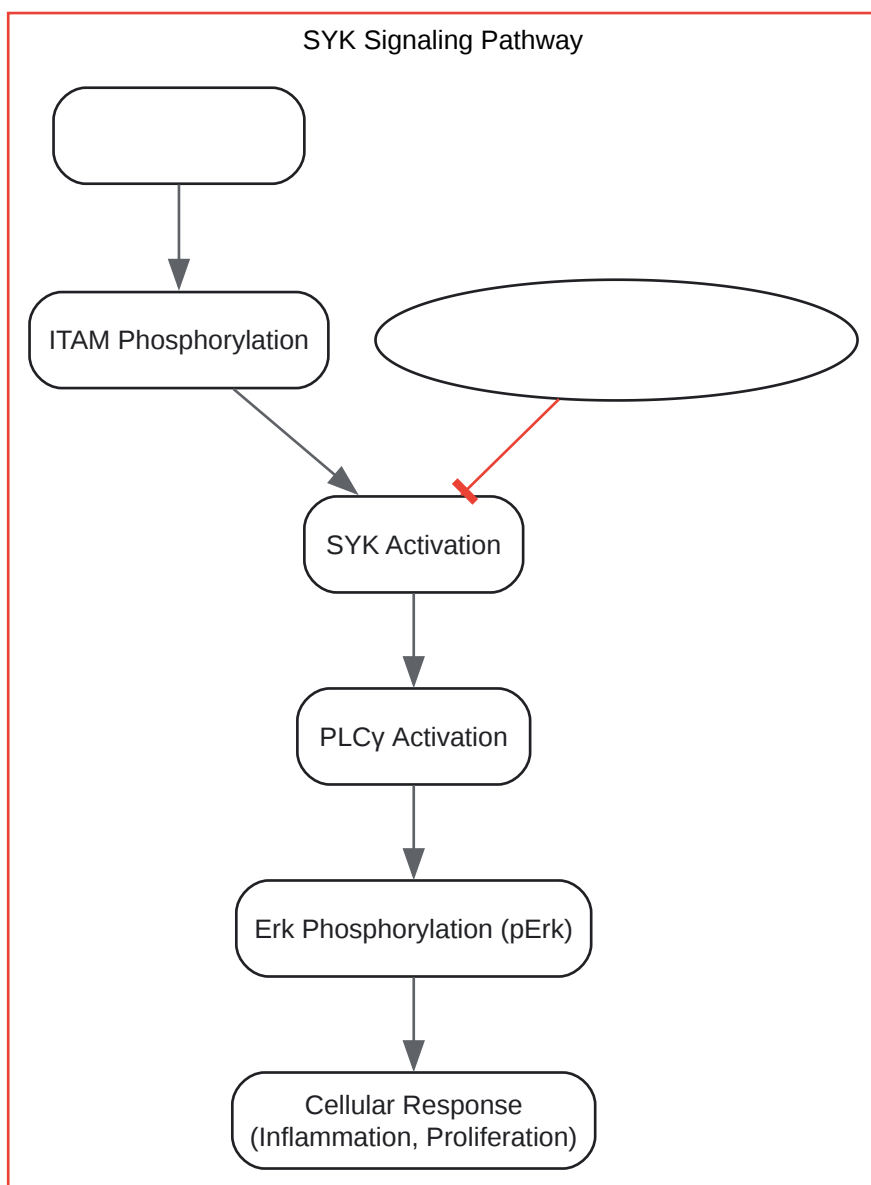 SYK Signaling Pathway
ITAM Phosphorylation
SYK Activation
PLCγ Activation
Erk Phosphorylation (pErk)
Cellular Response
(Inflammation, Proliferation)